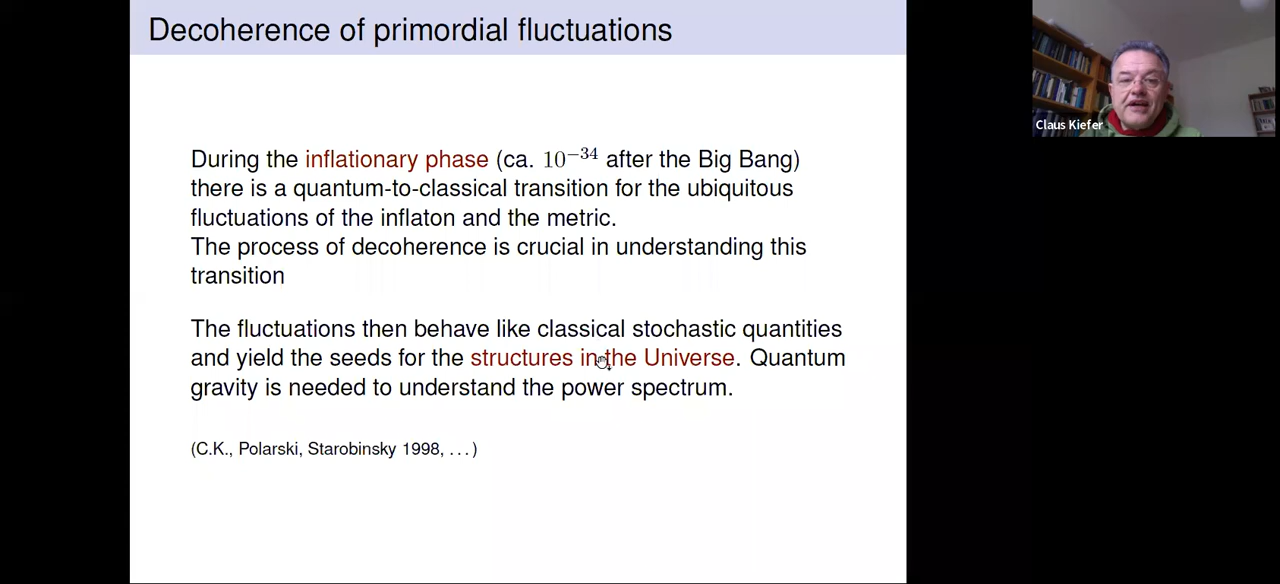 Decoherence of primordial fluctuations
Claus Kiefer
During the inflationary phase (ca. 10⁻³⁴ after the Big Bang)
there is a quantum-to-classical transition for the ubiquitous
fluctuations of the inflaton and the metric.
The process of decoherence is crucial in understanding this
transition
The fluctuations then behave like classical stochastic quantities
and yield the seeds for the structures in the Universe. Quantum
gravity is needed to understand the power spectrum.
(C.K., Polarski, Starobinsky 1998, ...)